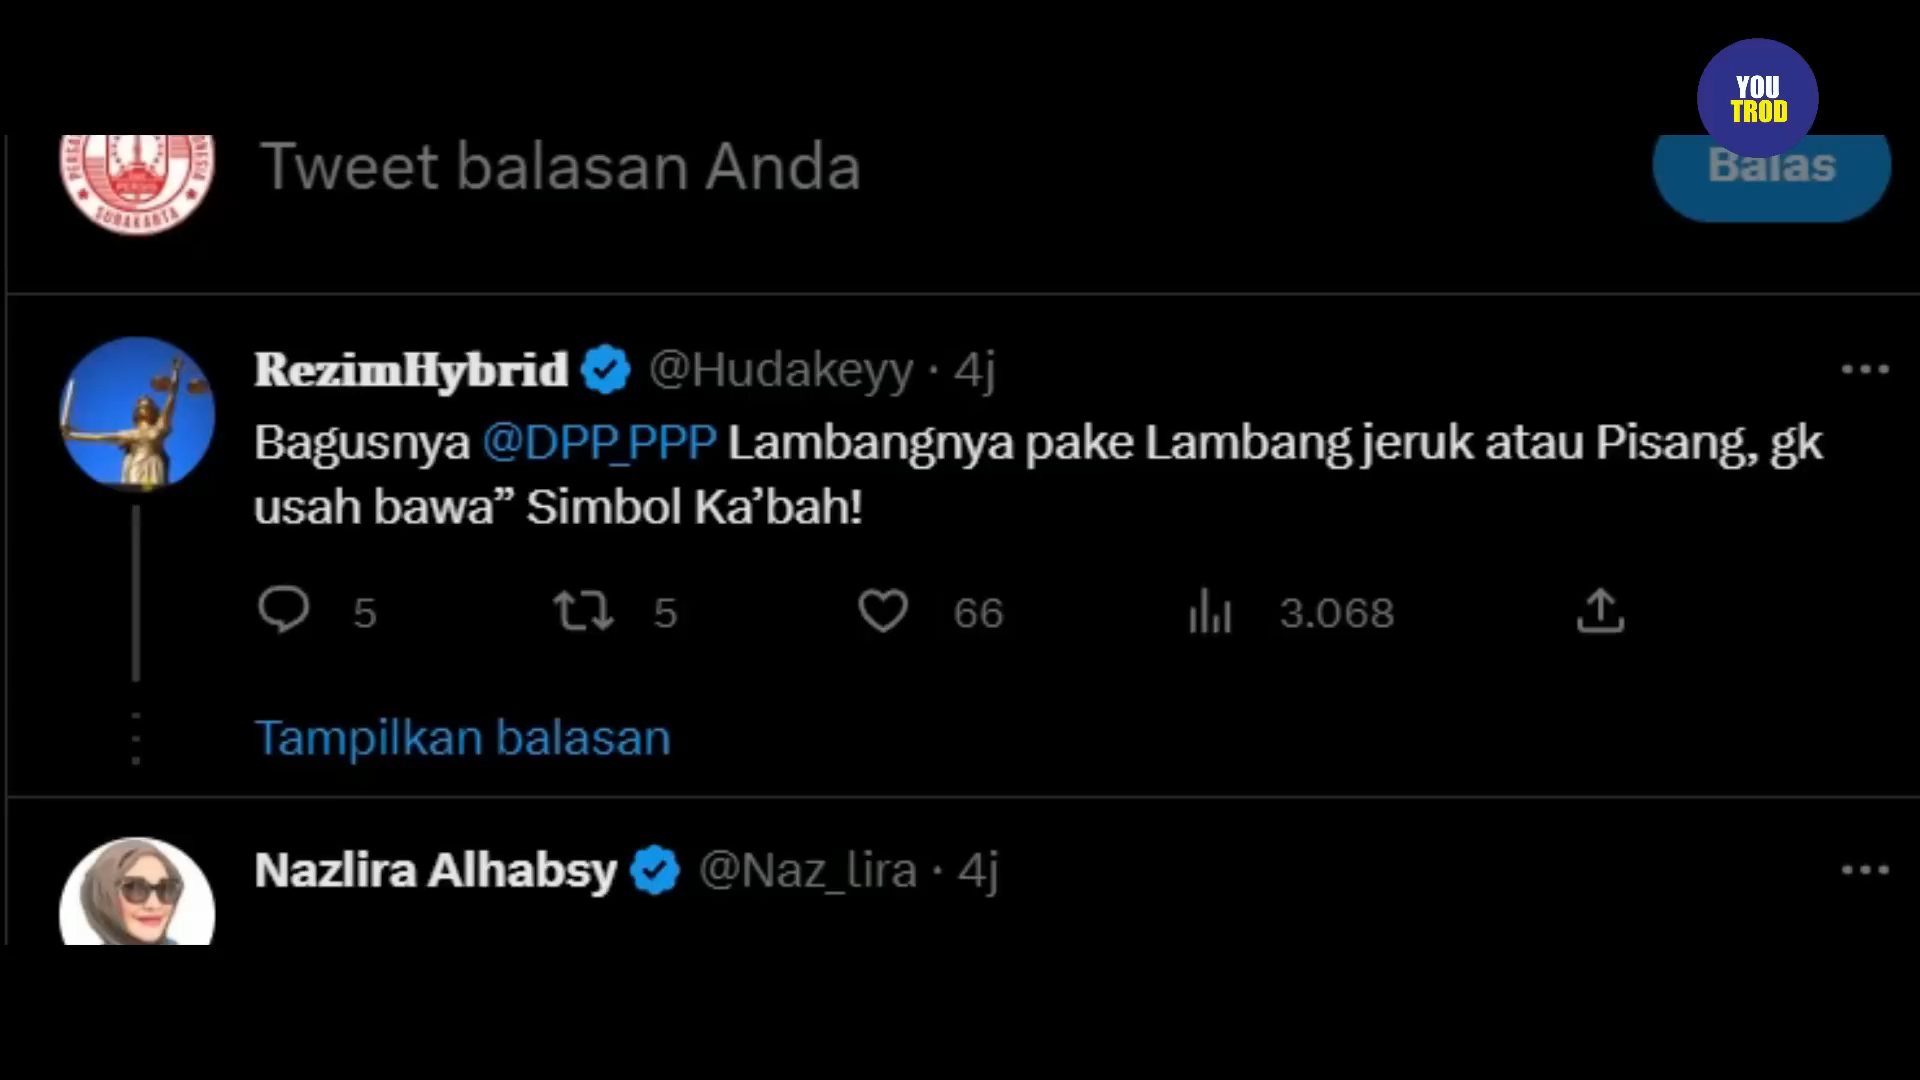 YOU
TROD
Tweet balasan Anda
Balas
SURAKARTA
RezimHybrid @Hudakeyy · 4j
Bagusnya @DPP_PPP Lambangnya pake Lambang jeruk atau Pisang, gk
usah bawa” Simbol Ka’bah!
5 5 66 3.068
Tampilkan balasan
Nazlira Alhabsy @Naz_lira · 4j